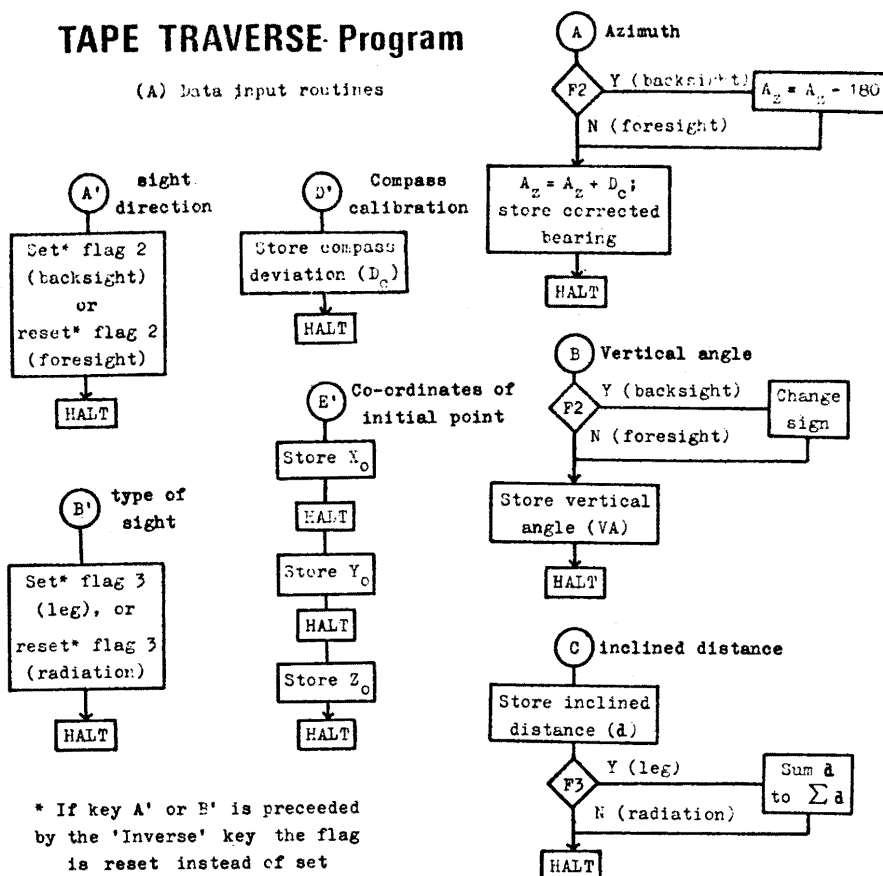 TAPE TRAVERSE Program
(A) Data input routines
A'
sight
direction
Set* flag 2
(backsight)
or
reset* flag 2
(foresight)
HALT
B'
type of
sight
Set* flag 3
(leg), or
reset* flag 3
(radiation)
HALT
* If key A' or B' is preceeded
by the 'Inverse' key the flag
is reset instead of set
D'
Compass
calibration
Store compass
deviation (Dc)
HALT
E'
Co-ordinates of
initial point
Store Xo
HALT
Store Yo
HALT
Store Zo
HALT
A
Azimuth
F2
Y (backsight)
Az = Az - 180
N (foresight)
Az = Az + Dc;
store corrected
bearing
HALT
B
Vertical angle
F2
Y (backsight)
Change
sign
N (foresight)
Store vertical
angle (VA)
HALT
C
inclined distance
Store inclined
distance (d)
F3
Y (leg)
Sum d
to ∑ d
N (radiation)
HALT